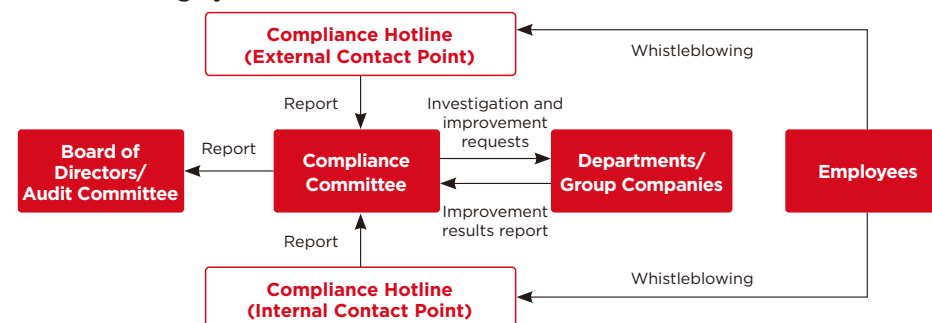 Compliance Hotline
(External Contact Point)
Whistleblowing
Report
Investigation and
improvement
requests
Board of
Directors/
Audit Committee
Report
Compliance
Committee
Departments/
Group Companies
Employees
Improvement
results report
Report
Whistleblowing
Compliance Hotline
(Internal Contact Point)